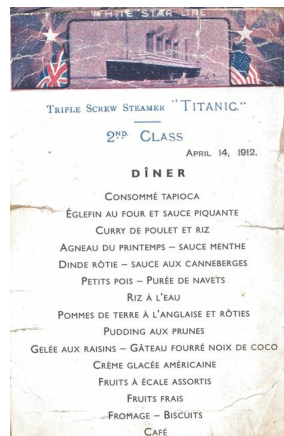 WHITE STAR LINE
TRIPLE SCREW STEAMER "TITANIC."
2ND. CLASS
APRIL 14, 1912.
DÎNER
CONSOMMÉ TAPIOCA
ÉGLEFIN AU FOUR ET SAUCE PIQUANTE
CURRY DE POULET ET RIZ
AGNEAU DU PRINTEMPS – SAUCE MENTHE
DINDE RÔTIE – SAUCE AUX CANNEBERGES
PETITS POIS – PURÉE DE NAVETS
RIZ À L'EAU
POMMES DE TERRE À L'ANGLAISE ET RÔTIES
PUDDING AUX PRUNES
GELÉE AUX RAISINS – GÂTEAU FOURRÉ NOIX DE COCO
CRÈME GLACÉE AMÉRICAINE
FRUITS À ÉCALE ASSORTIS
FRUITS FRAIS
FROMAGE – BISCUITS
CAFÉ